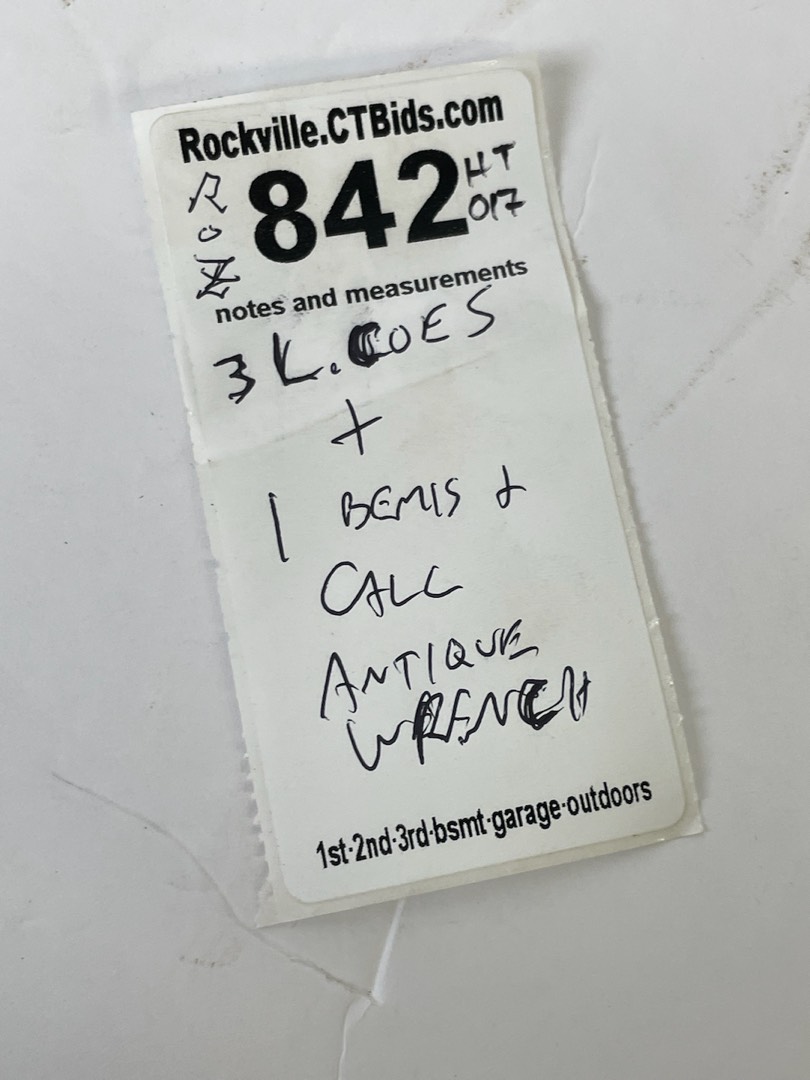 Rockville.CTBids.com
842
HT
017
notes and measurements
3 K. COES
+
1 BEMIS &
CALL
ANTIQUE
WRENCH
1st·2nd·3rd·bsmt·garage·outdoors